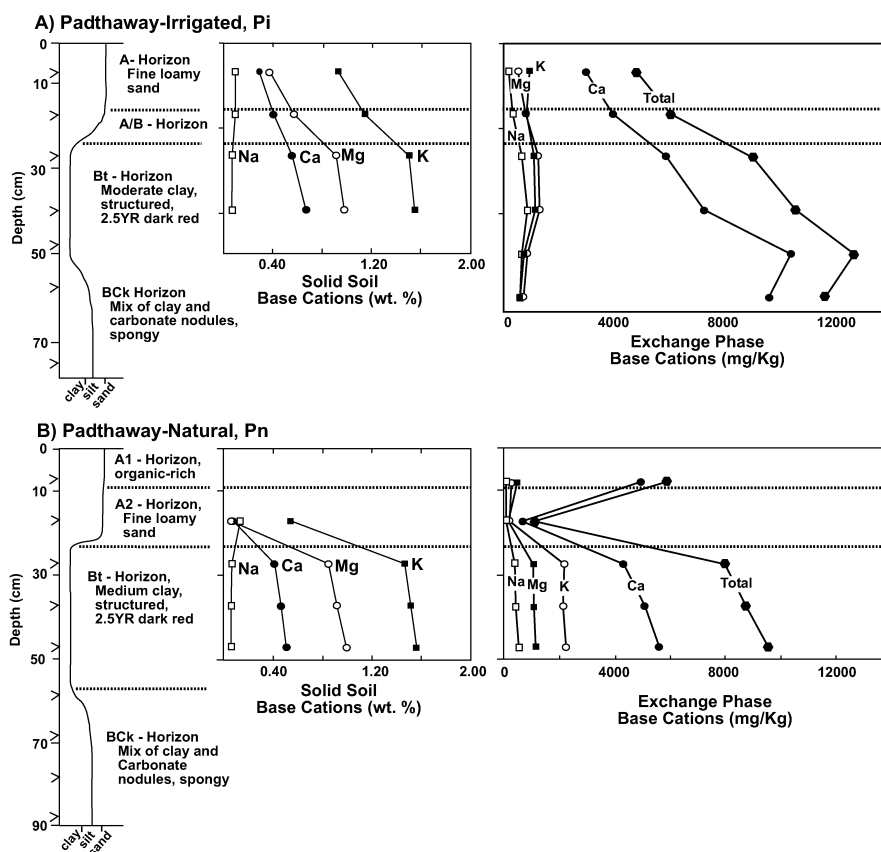 A) Padthaway-Irrigated, Pi
0
10
30
50
70
Depth (cm)
A- Horizon
Fine loamy
sand
A/B - Horizon
Bt - Horizon
Moderate clay,
structured,
2.5YR dark red
BCk Horizon
Mix of clay and
carbonate nodules,
spongy
clay
silt
sand
Na
Ca
Mg
K
0.40
1.20
2.00
Solid Soil
Base Cations (wt. %)
K
Mg
Ca
Total
Na
0
4000
8000
12000
Exchange Phase
Base Cations (mg/Kg)
B) Padthaway-Natural, Pn
0
10
30
50
70
90
Depth (cm)
A1 - Horizon,
organic-rich
A2 - Horizon,
Fine loamy
sand
Bt - Horizon,
Medium clay,
structured,
2.5YR dark red
BCk - Horizon
Mix of clay and
Carbonate
nodules, spongy
clay
silt
sand
Na
Ca
Mg
K
0.40
1.20
2.00
Solid Soil
Base Cations (wt. %)
Na
Mg
K
Ca
Total
0
4000
8000
12000
Exchange Phase
Base Cations (mg/Kg)